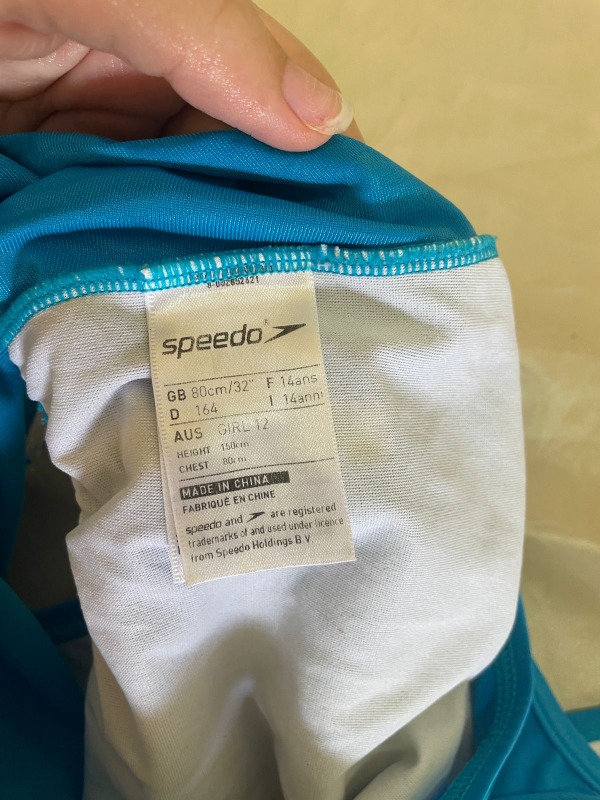 speedo®
GB 80cm/32" F 14ans
D 164 I 14anni
AUS GIRL 12
HEIGHT 150cm
CHEST 80cm
MADE IN CHINA
FABRIQUÉ EN CHINE
speedo and are registered
trademarks of and used under licence
from Speedo Holdings B.V.